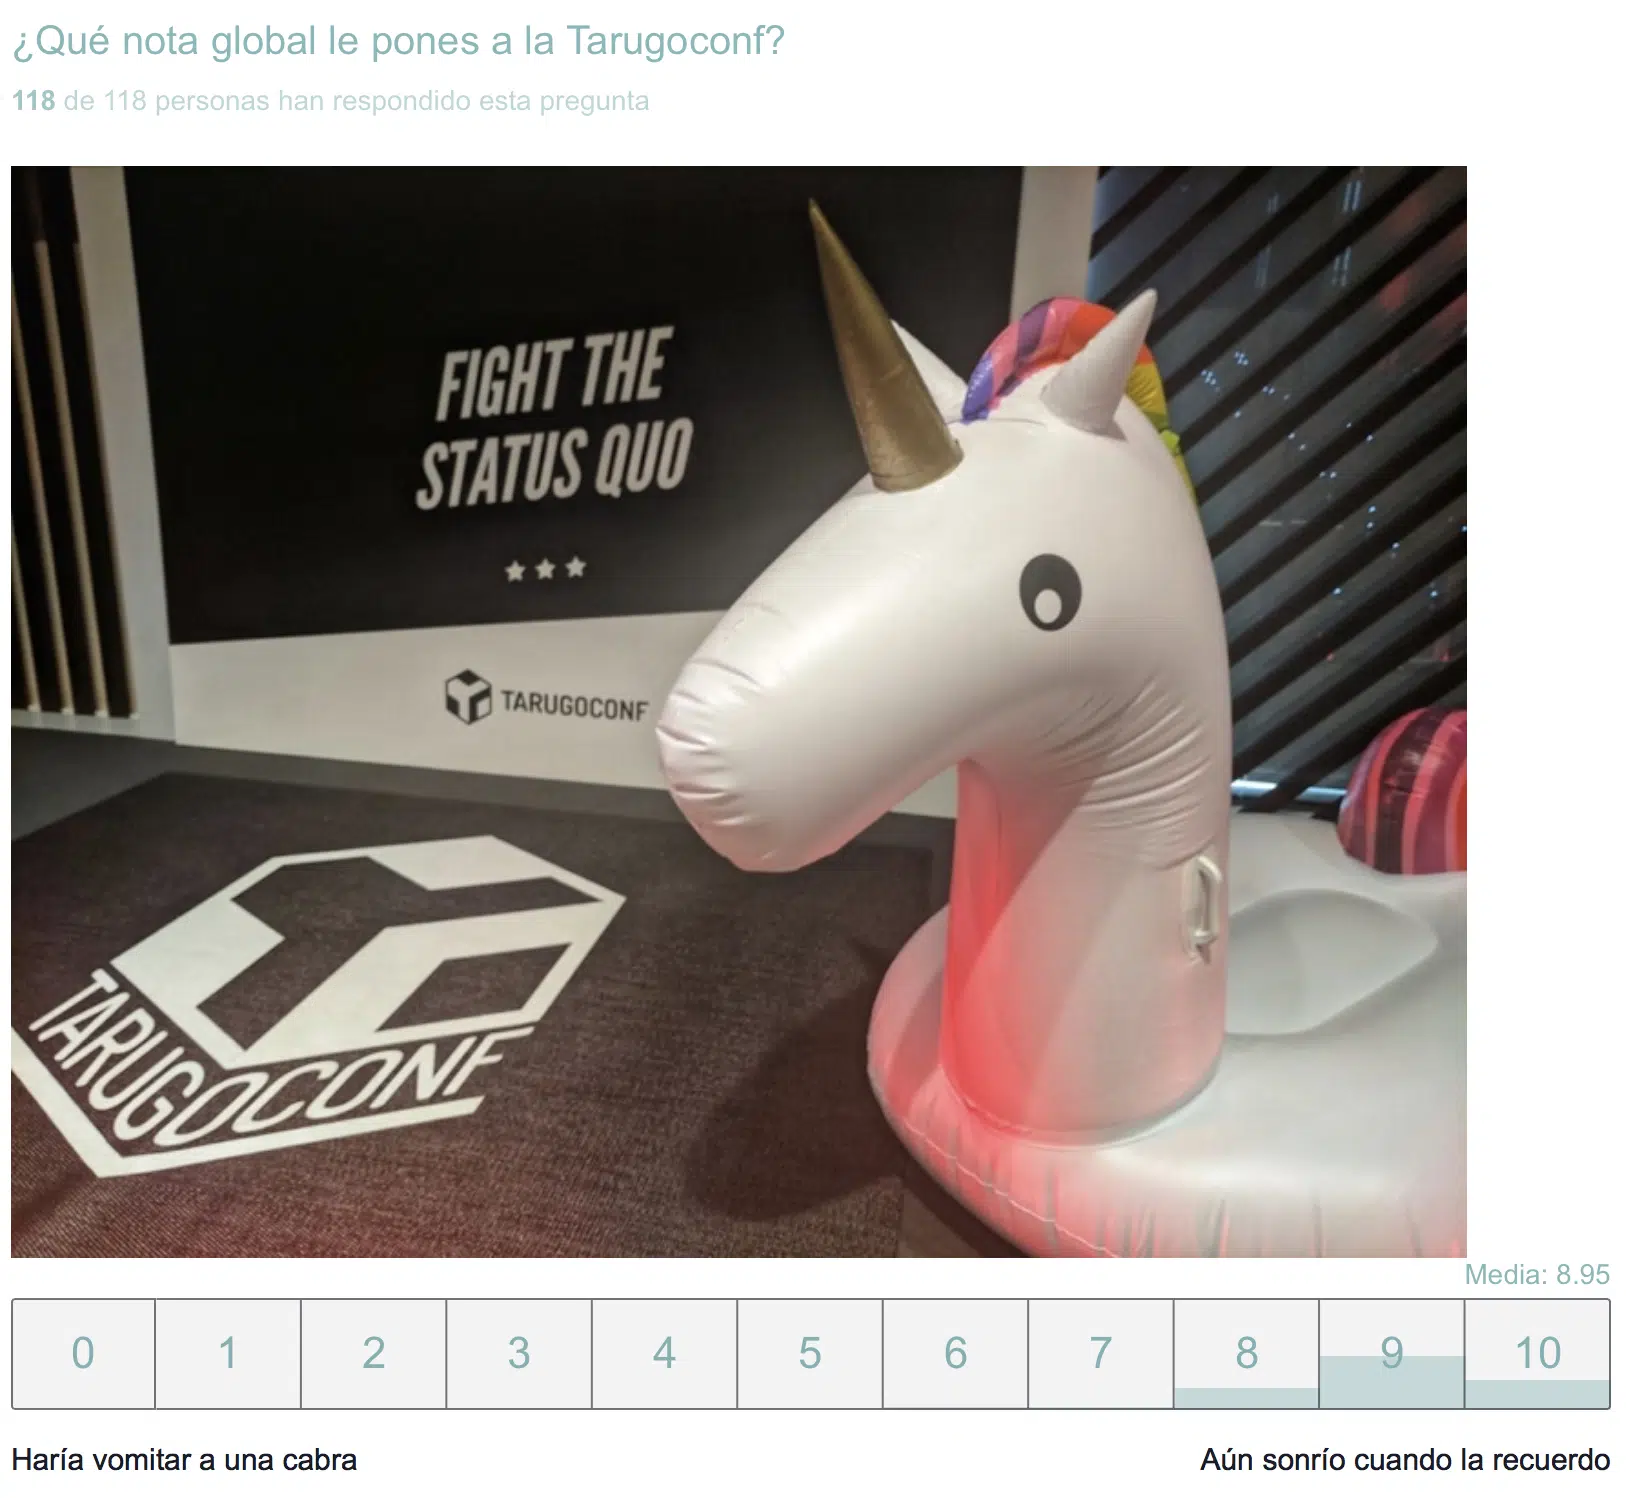 ¿Qué nota global le pones a la Tarugoconf?
118 de 118 personas han respondido esta pregunta
FIGHT THE
STATUS QUO
TARUGOCONF
TARUGOCONF
Media: 8.95
0 1 2 3 4 5 6 7 8 9 10
Haría vomitar a una cabra Aún sonrío cuando la recuerdo